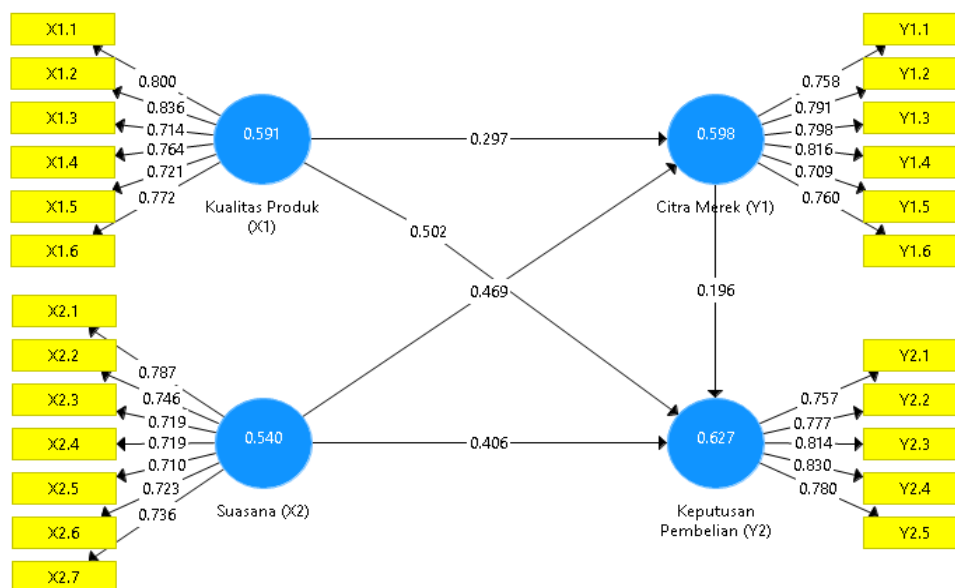 X1.1
X1.2
X1.3
X1.4
X1.5
X1.6
0.800
0.836
0.714
0.764
0.721
0.772
0.591
Kualitas Produk
(X1)
0.297
0.502
0.598
Citra Merek (Y1)
0.758
0.791
0.798
0.816
0.709
0.760
Y1.1
Y1.2
Y1.3
Y1.4
Y1.5
Y1.6
0.469
0.196
X2.1
X2.2
X2.3
X2.4
X2.5
X2.6
X2.7
0.787
0.746
0.719
0.719
0.710
0.723
0.736
0.540
Suasana (X2)
0.406
0.627
Keputusan
Pembelian (Y2)
0.757
0.777
0.814
0.830
0.780
Y2.1
Y2.2
Y2.3
Y2.4
Y2.5